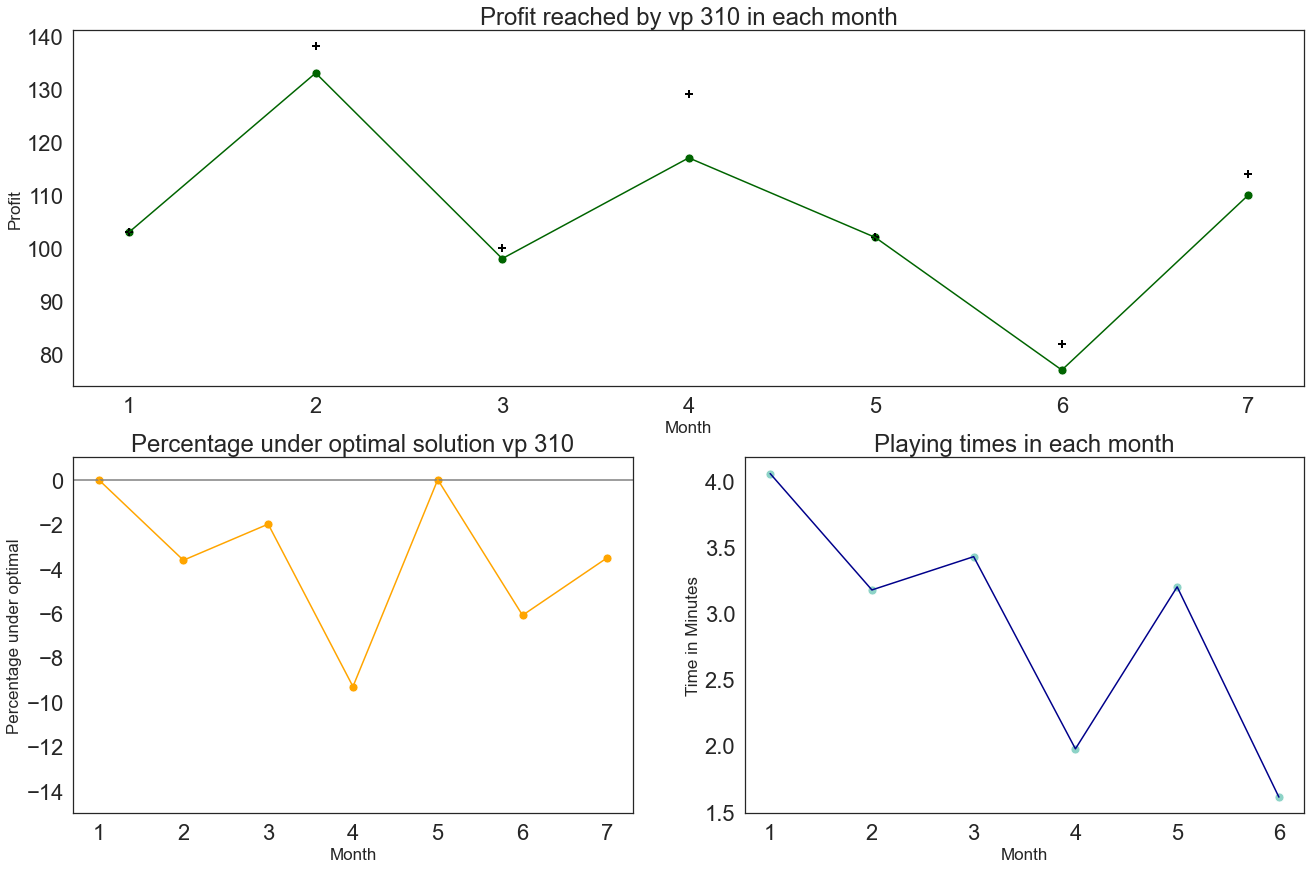 Profit reached by vp 310 in each month
140
130
120
110
100
90
80
Profit
1 2 3 4 5 6 7
Month
Percentage under optimal solution vp 310
0
−2
−4
−6
−8
−10
−12
−14
Percentage under optimal
1 2 3 4 5 6 7
Month
Playing times in each month
4.0
3.5
3.0
2.5
2.0
1.5
Time in Minutes
1 2 3 4 5 6
Month